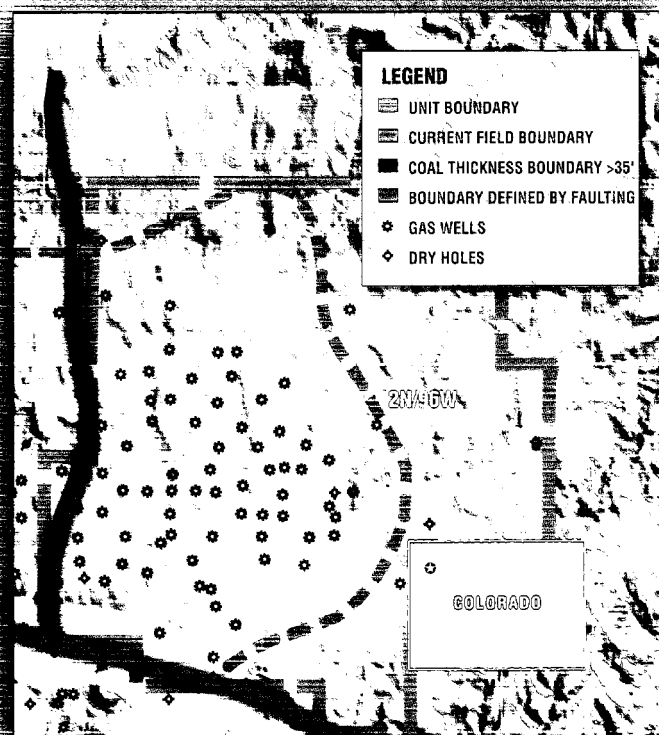 LEGEND
UNIT BOUNDARY
CURRENT FIELD BOUNDARY
COAL THICKNESS BOUNDARY >35'
BOUNDARY DEFINED BY FAULTING
GAS WELLS
DRY HOLES
2N/96W
COLORADO